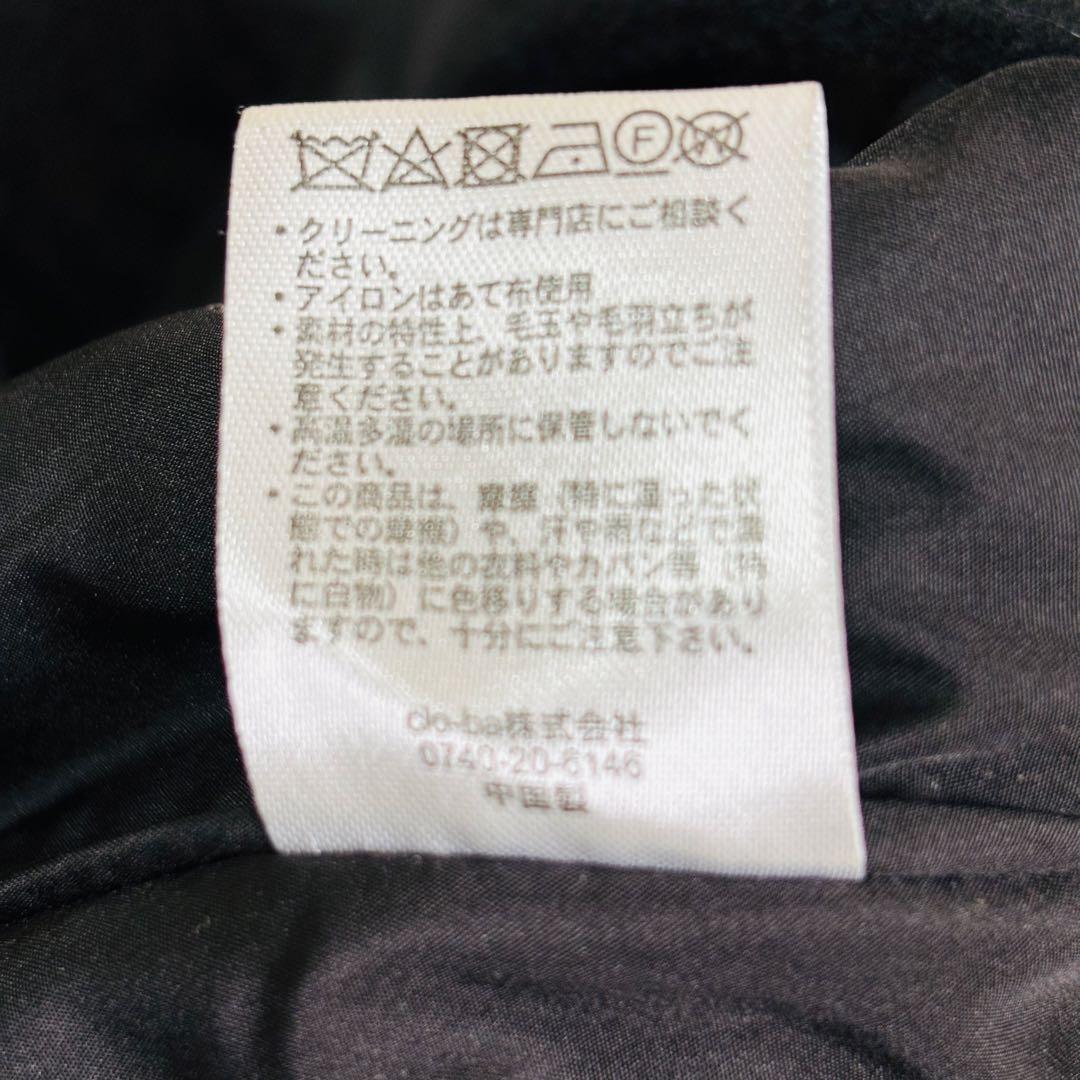 F W
・クリーニングは専門店にご相談く
ださい。
・アイロンはあて布使用
・素材の特性上、毛玉や毛羽立ちが
発生することがありますのでご注
意ください。
・高温多湿の場所に保管しないでく
ださい。
・この商品は、摩擦（特に湿った状
態での摩擦）や、汗や雨などで濡
れた時は他の衣料やカバン等（特
に白物）に色移りする場合があり
ますので、十分にご注意下さい。
clo-ba株式会社
0740-20-6146
中国製